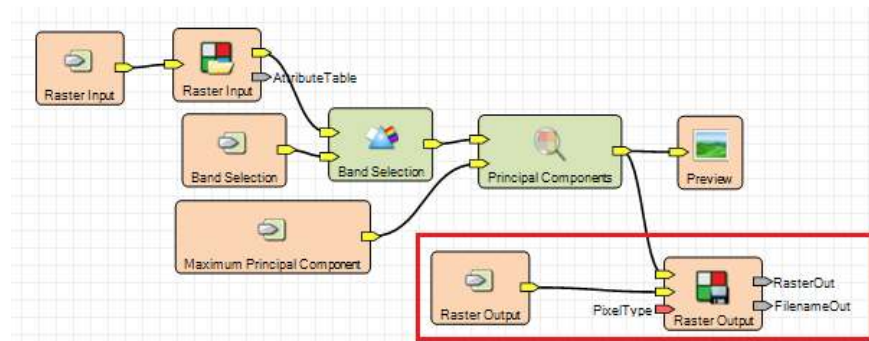 Raster Input
Raster Input
AttributeTable
Band Selection
Band Selection
Principal Components
Preview
Maximum Principal Component
Raster Output
PixelType
Raster Output
RasterOut
FilenameOut